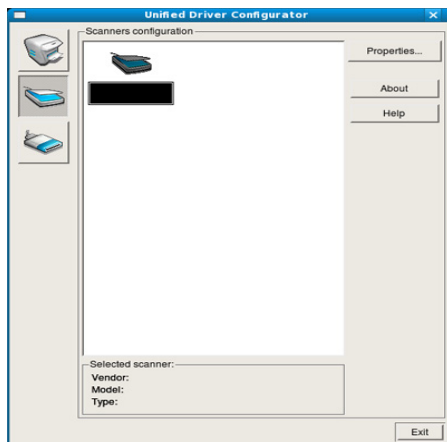 Unified Driver Configurator
Scanners configuration
Properties...
About
Help
Selected scanner:
Vendor:
Model:
Type:
Exit